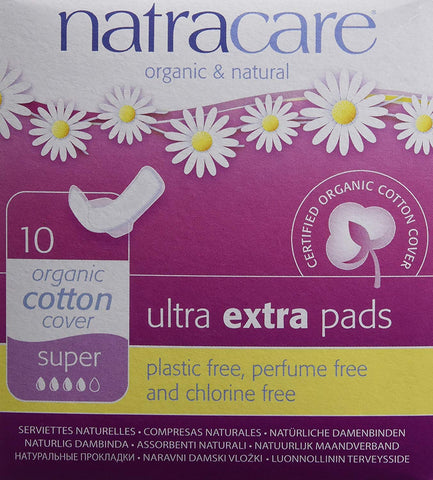 natracare
organic & natural
CERTIFIED ORGANIC COTTON COVER
10
organic
cotton
cover
super
ultra extra pads
plastic free, perfume free
and chlorine free
SERVIETTES NATURELLES • COMPRESAS NATURALES • NATÜRLICHE DAMENBINDEN
NATURLIG DAMBINDA • ASSORBENTI NATURALI • NATUURLIJK MAANDVERBAND
НАТУРАЛЬНЫЕ ПРОКЛАДКИ • NARAVNI DAMSKI VLOŽKI • LUONNOLLINEN TERVEYSSIDE